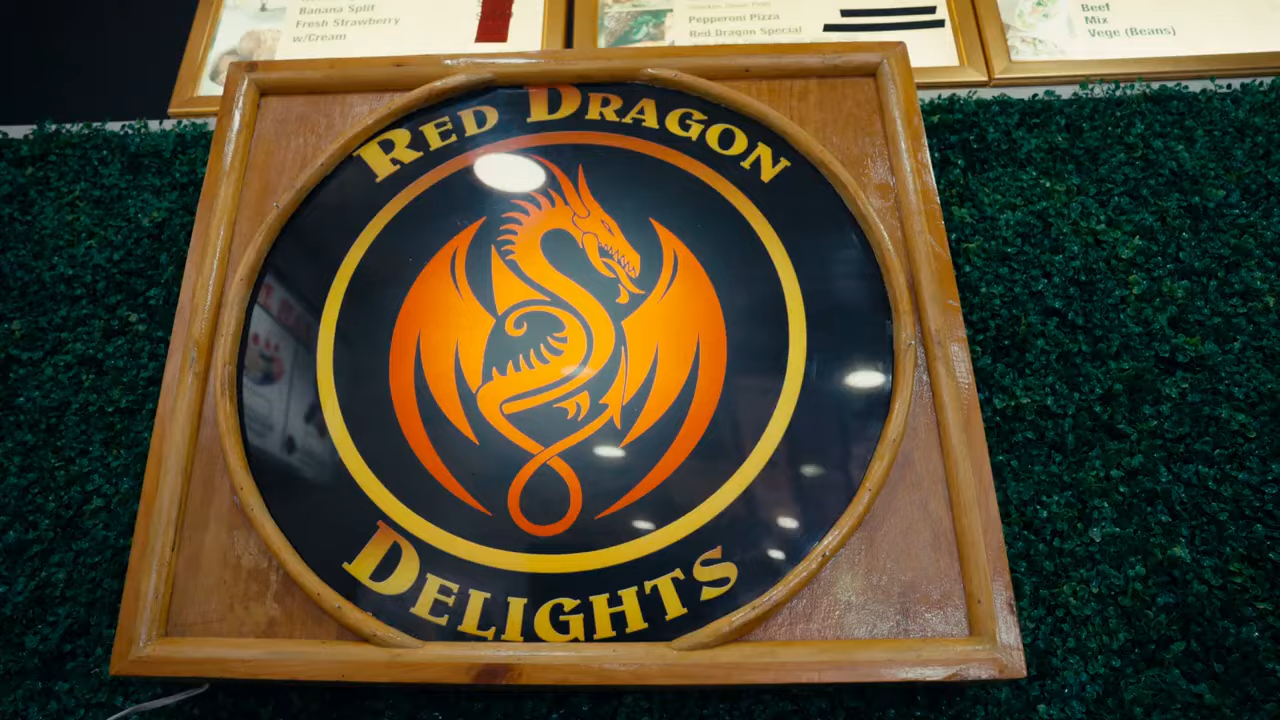 Banana Split
Fresh Strawberry
w/Cream
Pepperoni Pizza
Red Dragon Special
Beef
Mix
Vege (Beans)
RED DRAGON
DELIGHTS